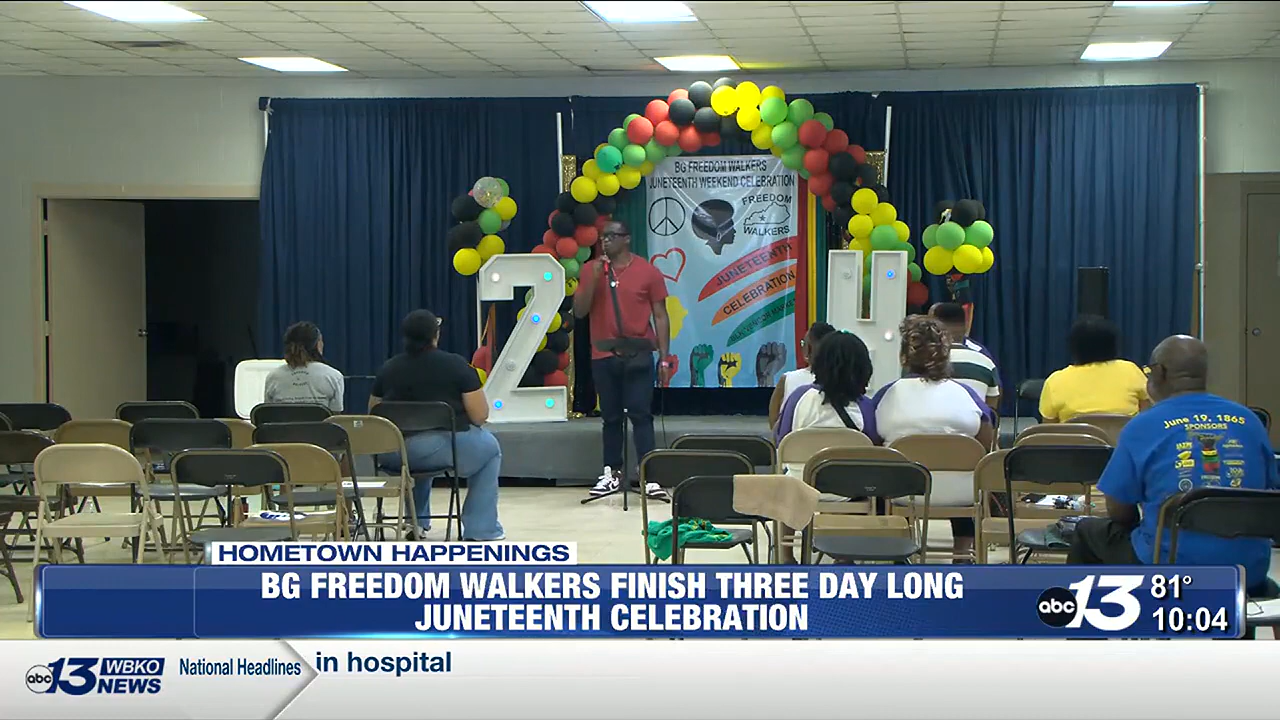 BG FREEDOM WALKERS
JUNETEENTH WEEKEND CELEBRATION
FREEDOM
WALKERS
JUNETEENTH
CELEBRATION
2
June 19, 1865
SPONSORS
HOMETOWN HAPPENINGS
BG FREEDOM WALKERS FINISH THREE DAY LONG
JUNETEENTH CELEBRATION
abc 13
81°
10:04
abc 13 WBKO
NEWS
National Headlines
in hospital